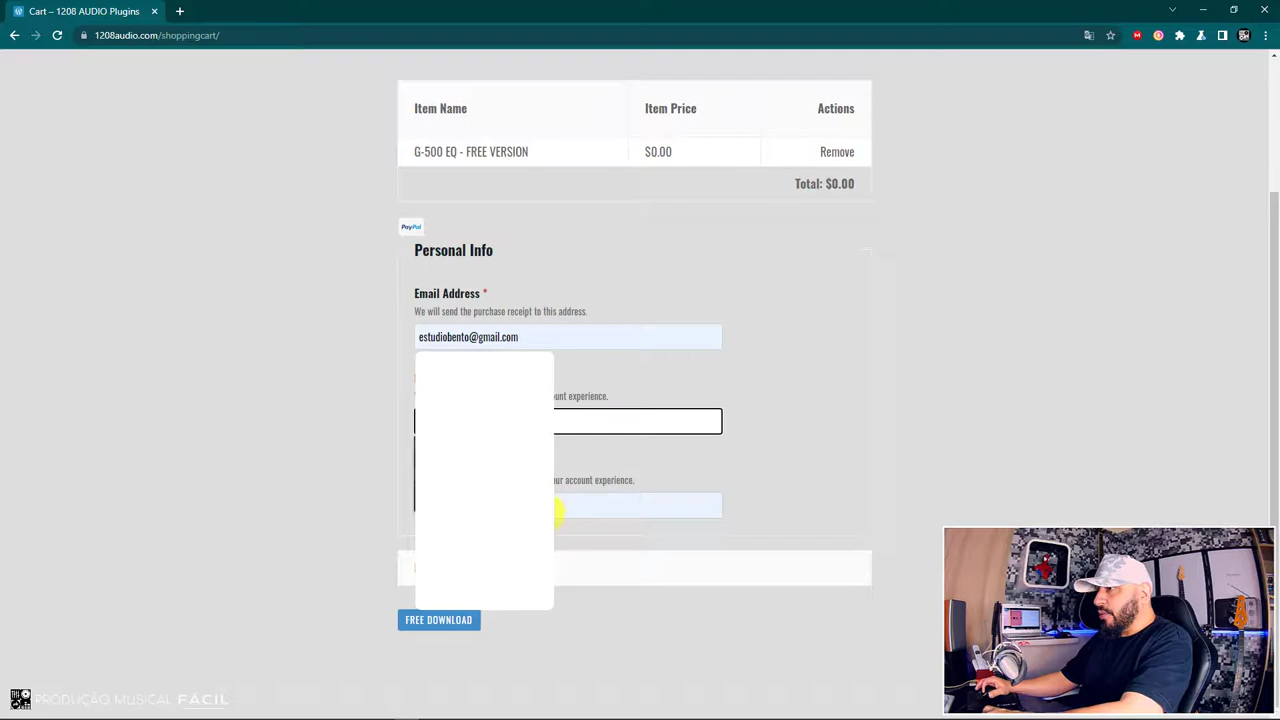 Cart – 1208 AUDIO Plugins
1208audio.com/shoppingcart/
Item Name Item Price Actions
G-500 EQ - FREE VERSION $0.00 Remove
Total: $0.00
PayPal
Personal Info
Email Address *
We will send the purchase receipt to this address.
estudiobento@gmail.com
unt experience.
our account experience.
FREE DOWNLOAD
PRODUÇÃO MUSICAL FÁCIL